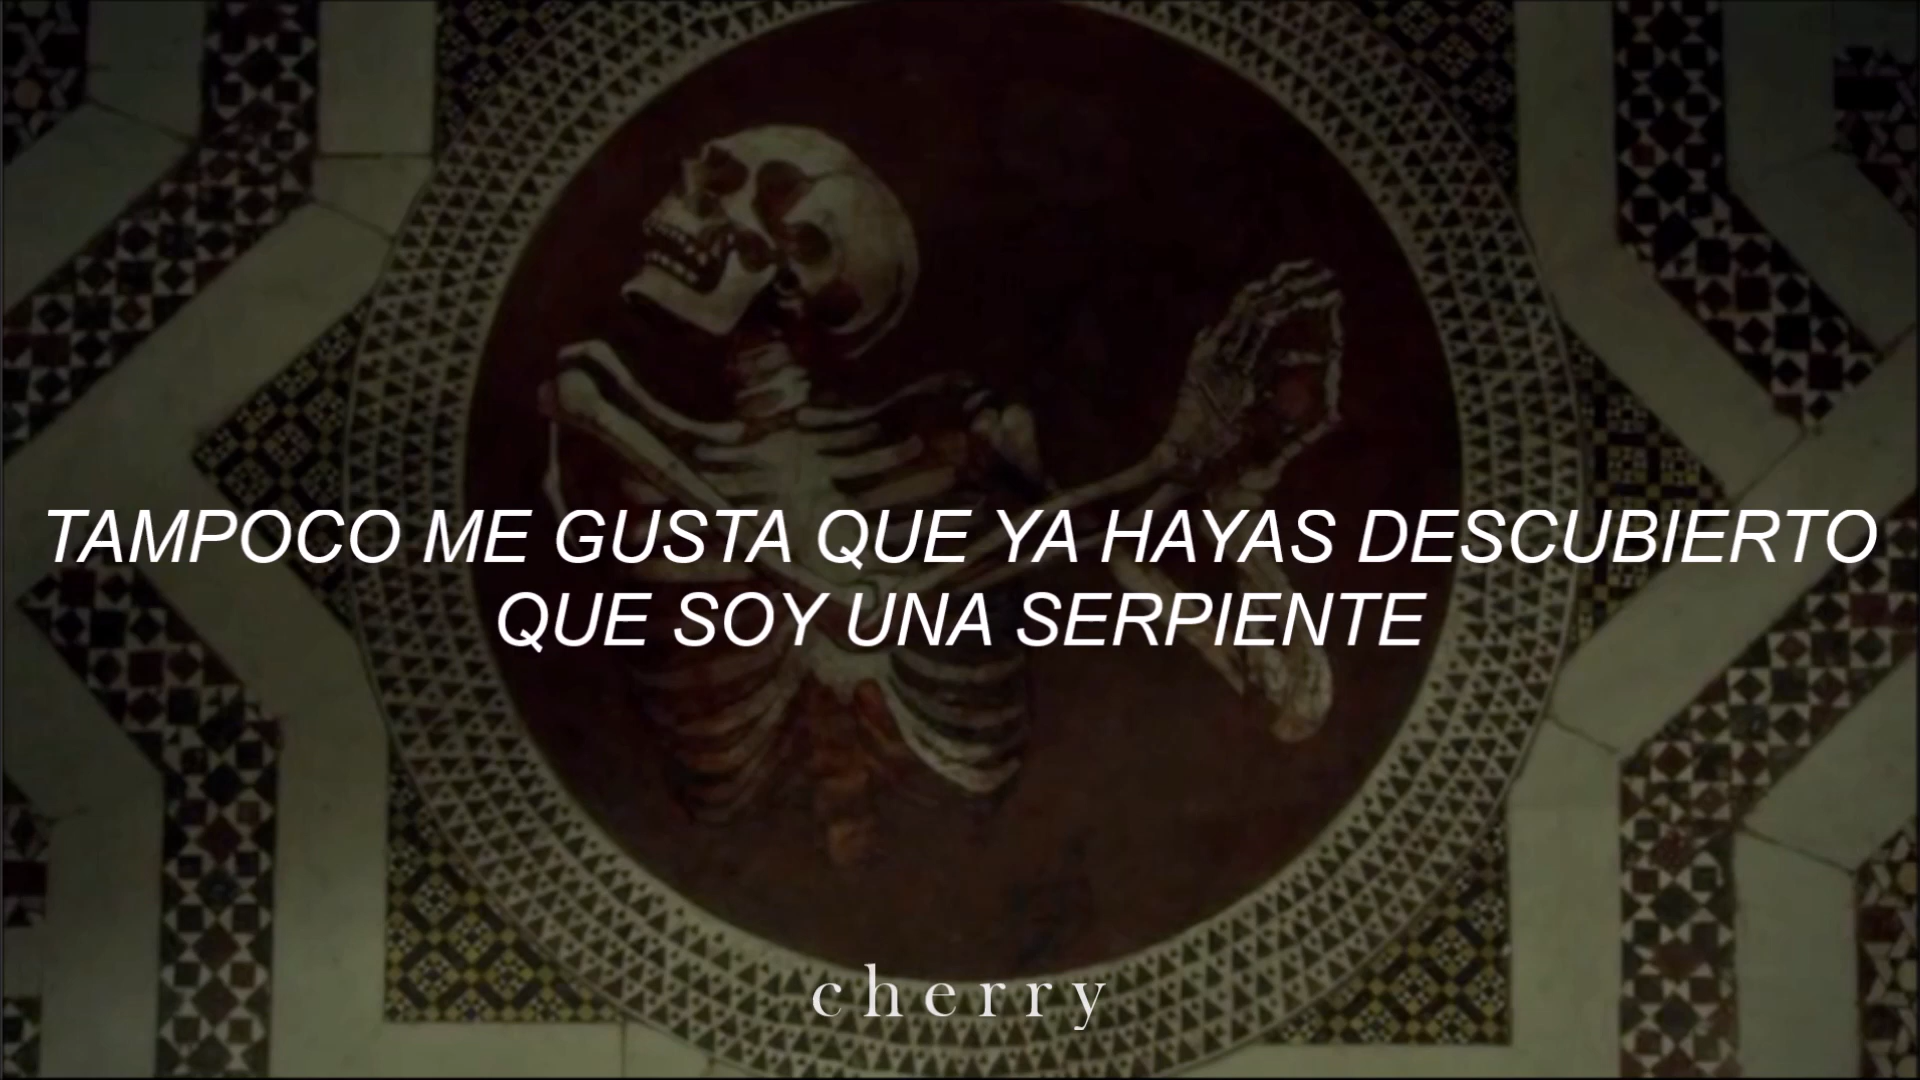 TAMPOCO ME GUSTA QUE YA HAYAS DESCUBIERTO
QUE SOY UNA SERPIENTE
cherry